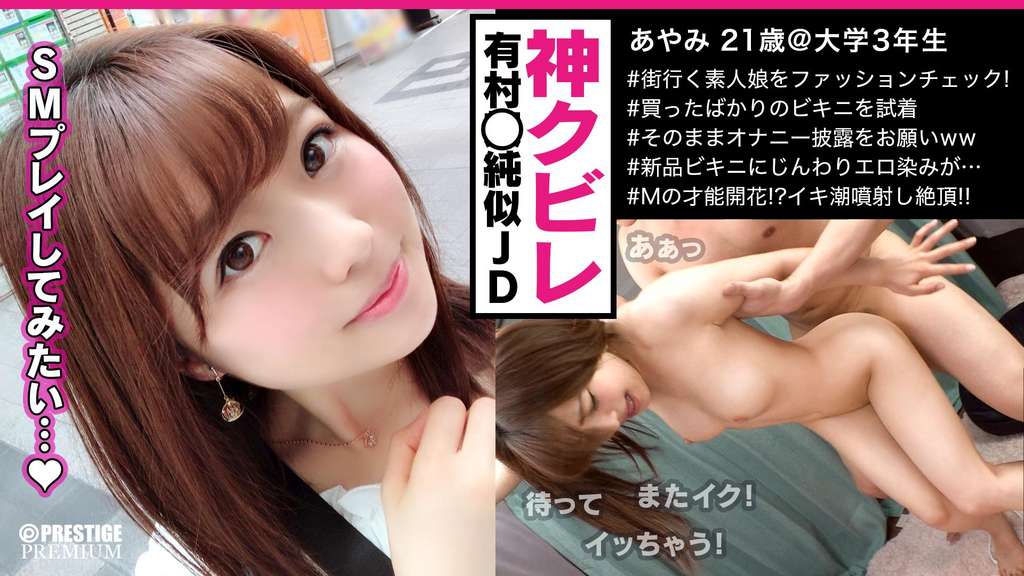 SMプレイしてみたい…♥
神クビレ
有村◯純似JD
あやみ 21歳@大学3年生
#街行く素人娘をファッションチェック!
#買ったばかりのビキニを試着
#そのままオナニー披露をお願いww
#新品ビキニにじんわりエロ染みが…
#Mの才能開花!?イキ潮噴射し絶頂!!
あぁっ
待って
またイク!
イッちゃう!
©PRESTIGE
PREMIUM